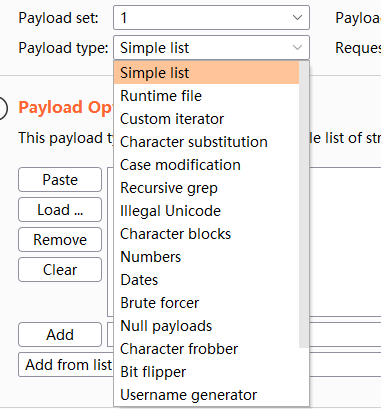 Payload set: 1 Payloa
Payload type: Simple list Reques
Simple list
Runtime file
Custom iterator
Character substitution
Case modification
Recursive grep
Illegal Unicode
Character blocks
Numbers
Dates
Brute forcer
Null payloads
Character frobber
Bit flipper
Username generator
Payload Op
This payload t le list of str
Paste
Load ...
Remove
Clear
Add
Add from list